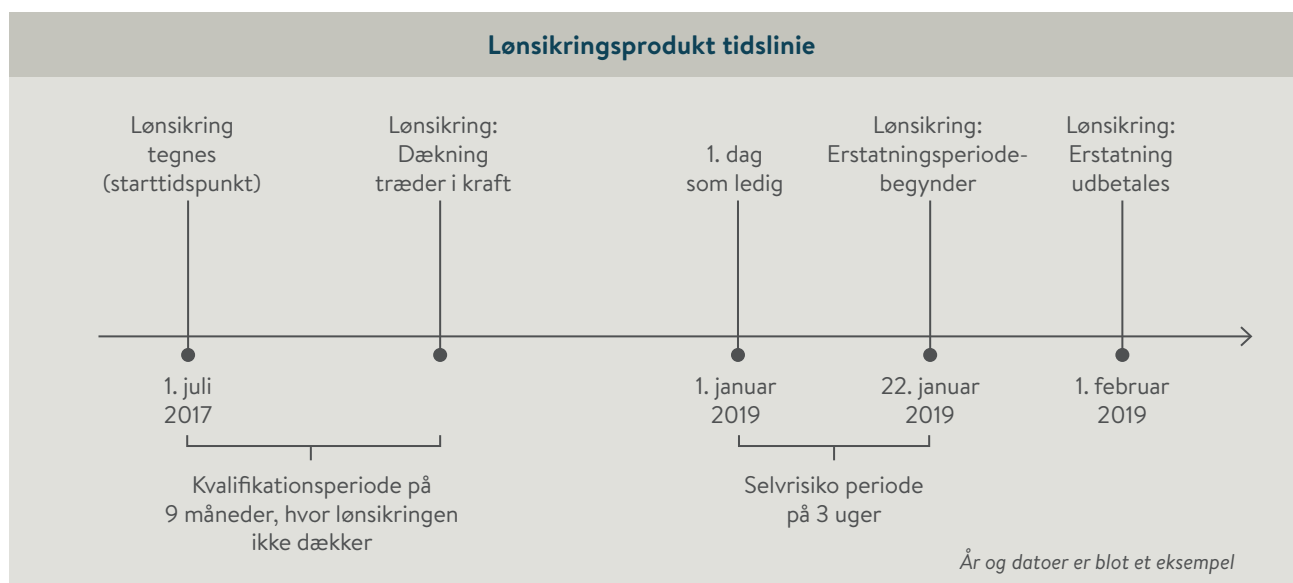 Lønsikringsprodukt tidslinie
Lønsikring
tegnes
(starttidspunkt)
Lønsikring:
Dækning
træder i kraft
1. dag
som ledig
Lønsikring:
Erstatningsperiode-
begynder
Lønsikring:
Erstatning
udbetales
1. juli
2017
1. januar
2019
22. januar
2019
1. februar
2019
Kvalifikationsperiode på
9 måneder, hvor lønsikringen
ikke dækker
Selvrisiko periode
på 3 uger
År og datoer er blot et eksempel